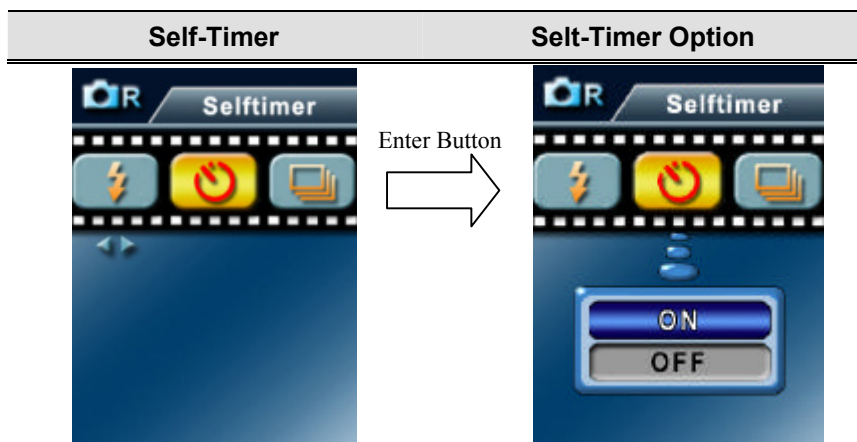 Self-Timer
Selt-Timer Option
R
Selftimer
Enter Button
R
Selftimer
ON
OFF